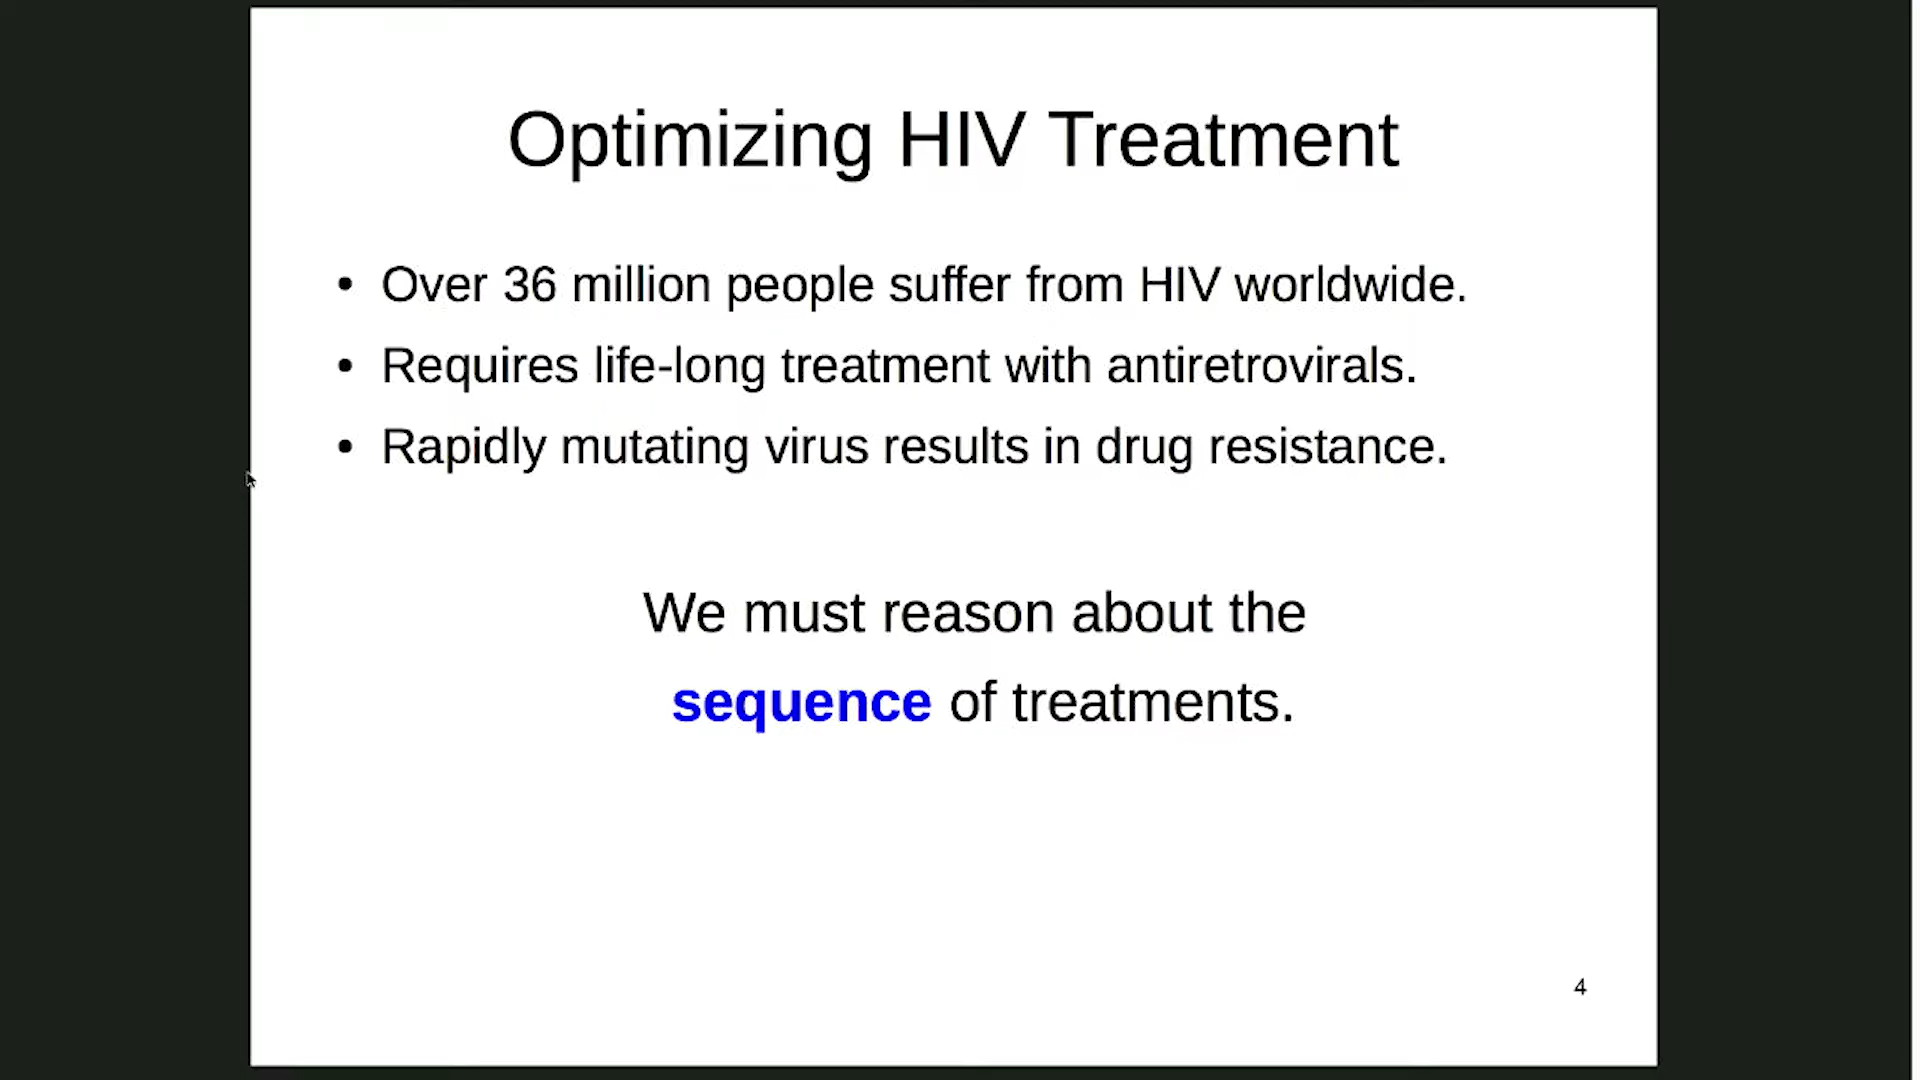 Optimizing HIV Treatment
• Over 36 million people suffer from HIV worldwide.
• Requires life-long treatment with antiretrovirals.
• Rapidly mutating virus results in drug resistance.
We must reason about the
sequence of treatments.
4